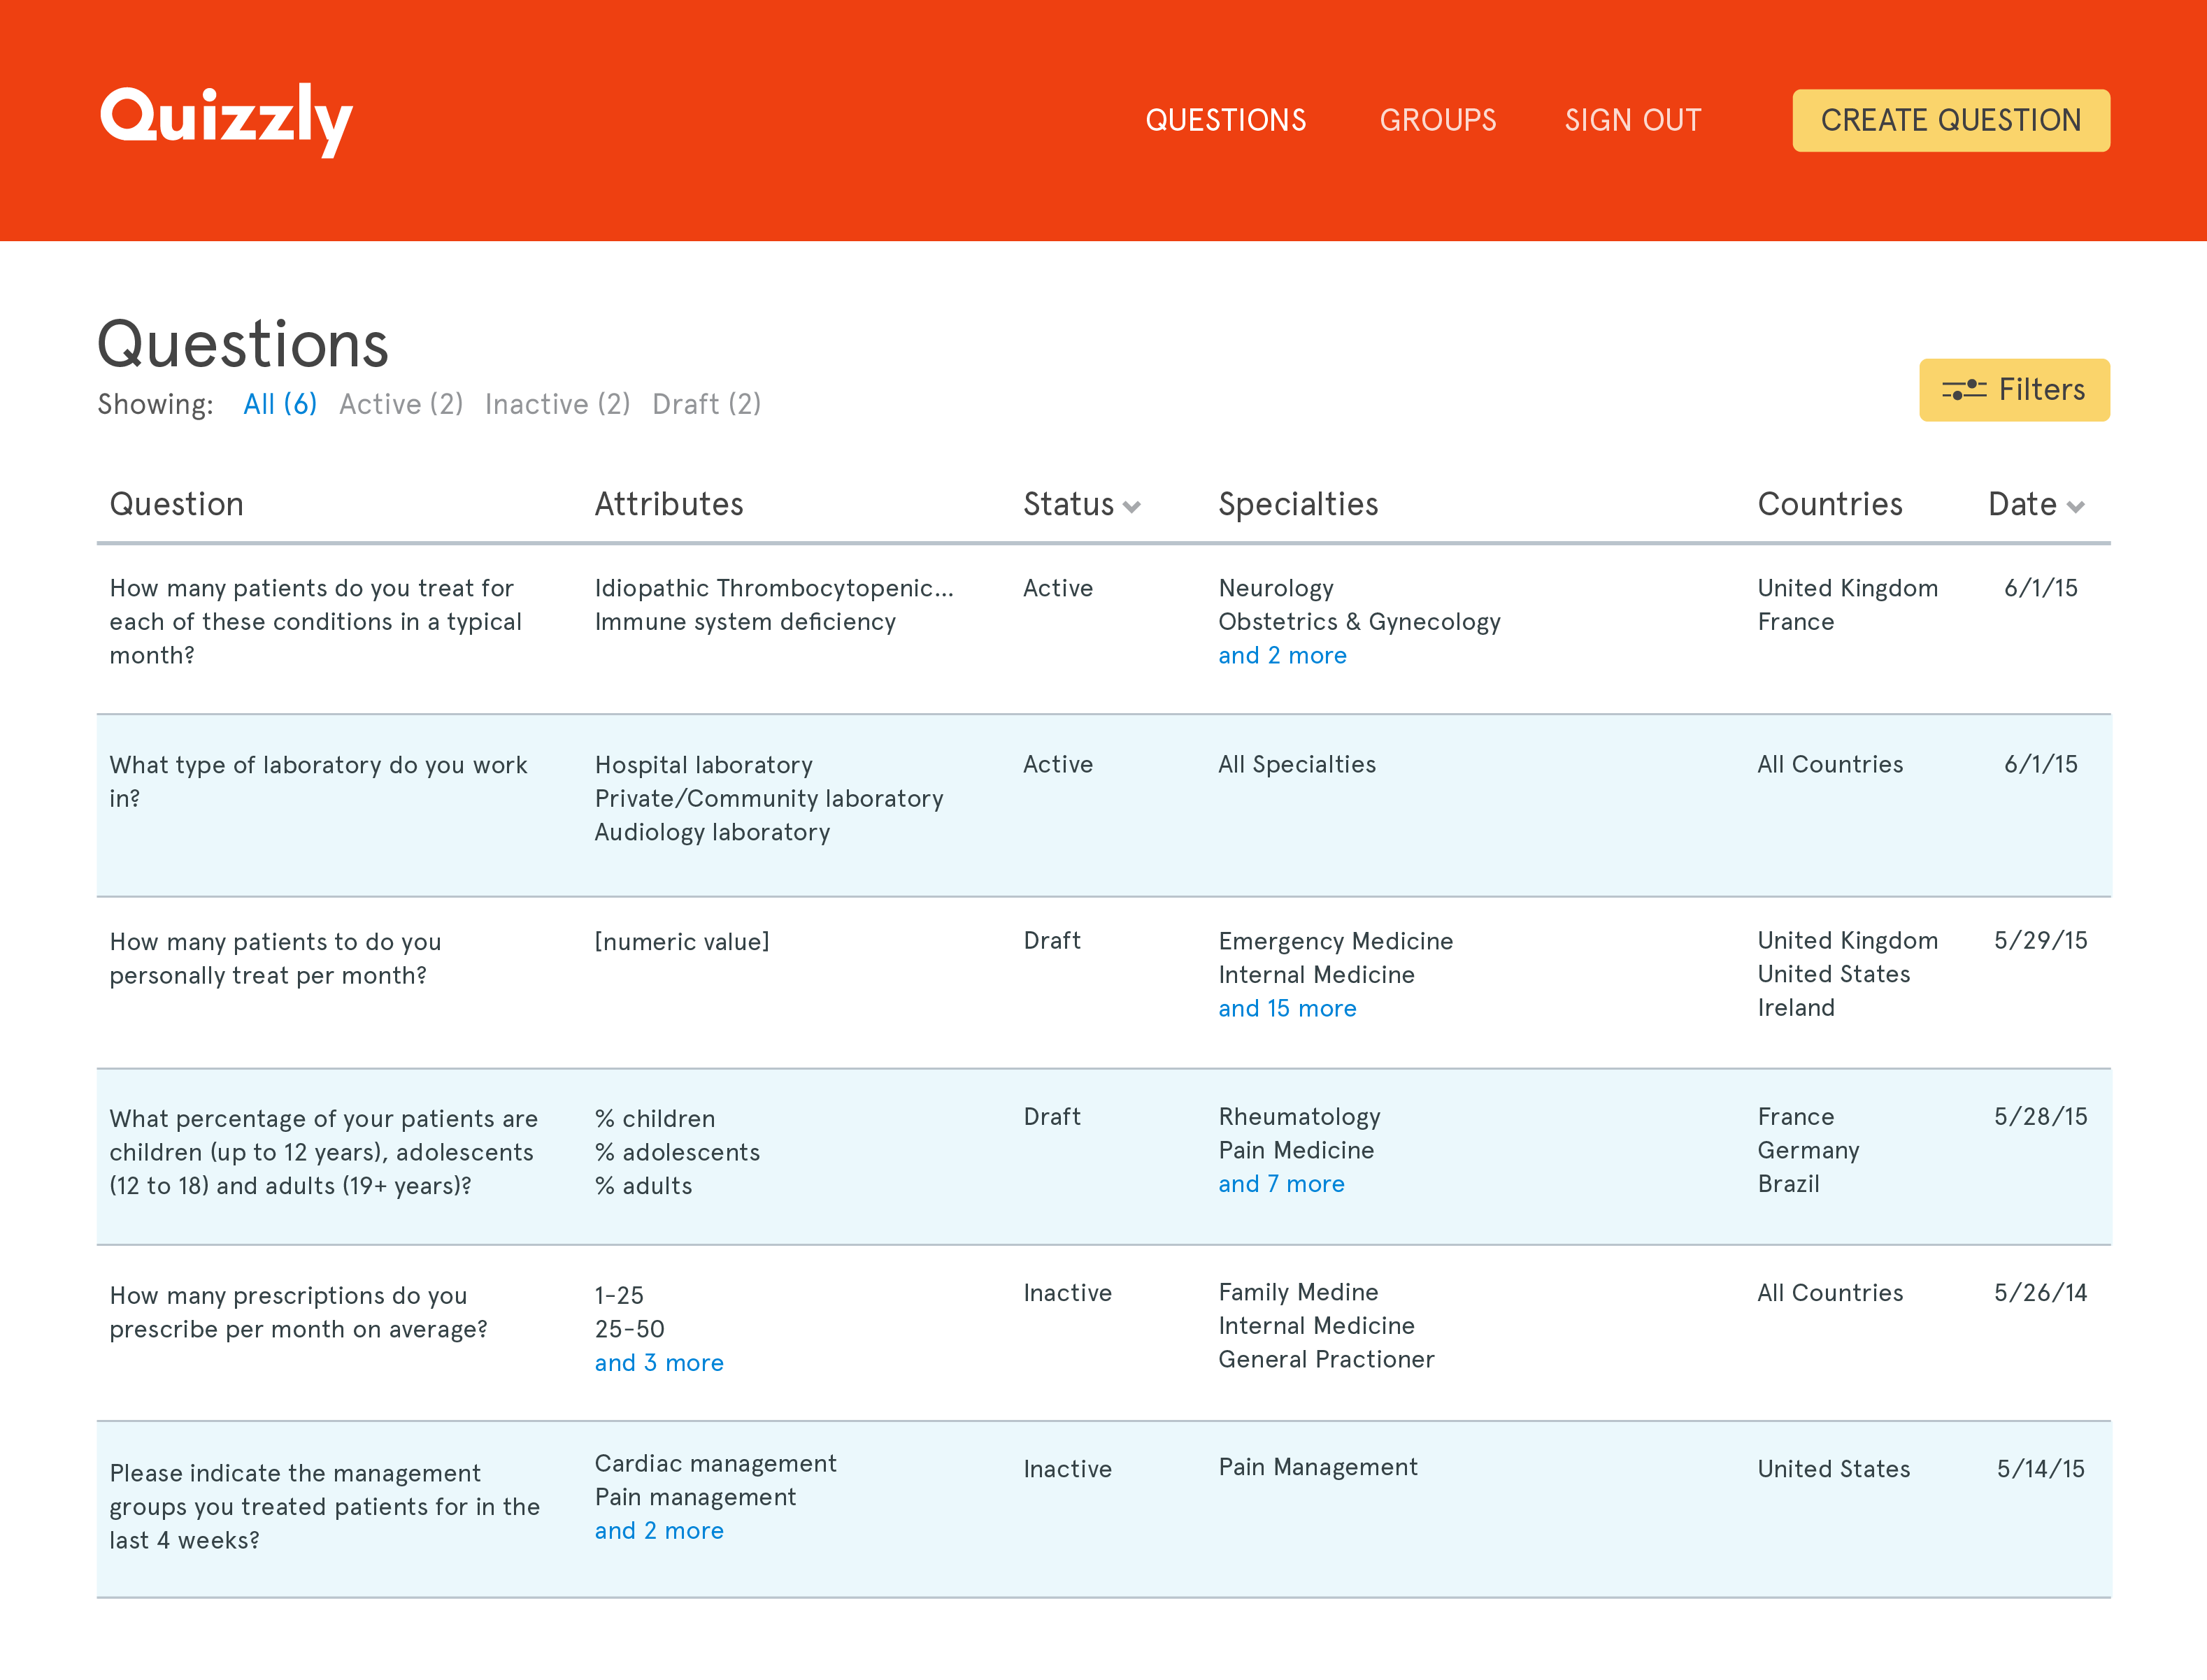 Quizzly
QUESTIONS GROUPS SIGN OUT CREATE QUESTION
Questions
Showing: All (6) Active (2) Inactive (2) Draft (2)
Filters
Question Attributes Status Specialties Countries Date
How many patients do you treat for
each of these conditions in a typical
month?
Idiopathic Thrombocytopenic...
Immune system deficiency
Active
Neurology
Obstetrics & Gynecology
and 2 more
United Kingdom
France
6/1/15
What type of laboratory do you work
in?
Hospital laboratory
Private/Community laboratory
Audiology laboratory
Active
All Specialties
All Countries
6/1/15
How many patients to do you
personally treat per month?
[numeric value]
Draft
Emergency Medicine
Internal Medicine
and 15 more
United Kingdom
United States
Ireland
5/29/15
What percentage of your patients are
children (up to 12 years), adolescents
(12 to 18) and adults (19+ years)?
% children
% adolescents
% adults
Draft
Rheumatology
Pain Medicine
and 7 more
France
Germany
Brazil
5/28/15
How many prescriptions do you
prescribe per month on average?
1-25
25-50
and 3 more
Inactive
Family Medine
Internal Medicine
General Practioner
All Countries
5/26/14
Please indicate the management
groups you treated patients for in the
last 4 weeks?
Cardiac management
Pain management
and 2 more
Inactive
Pain Management
United States
5/14/15